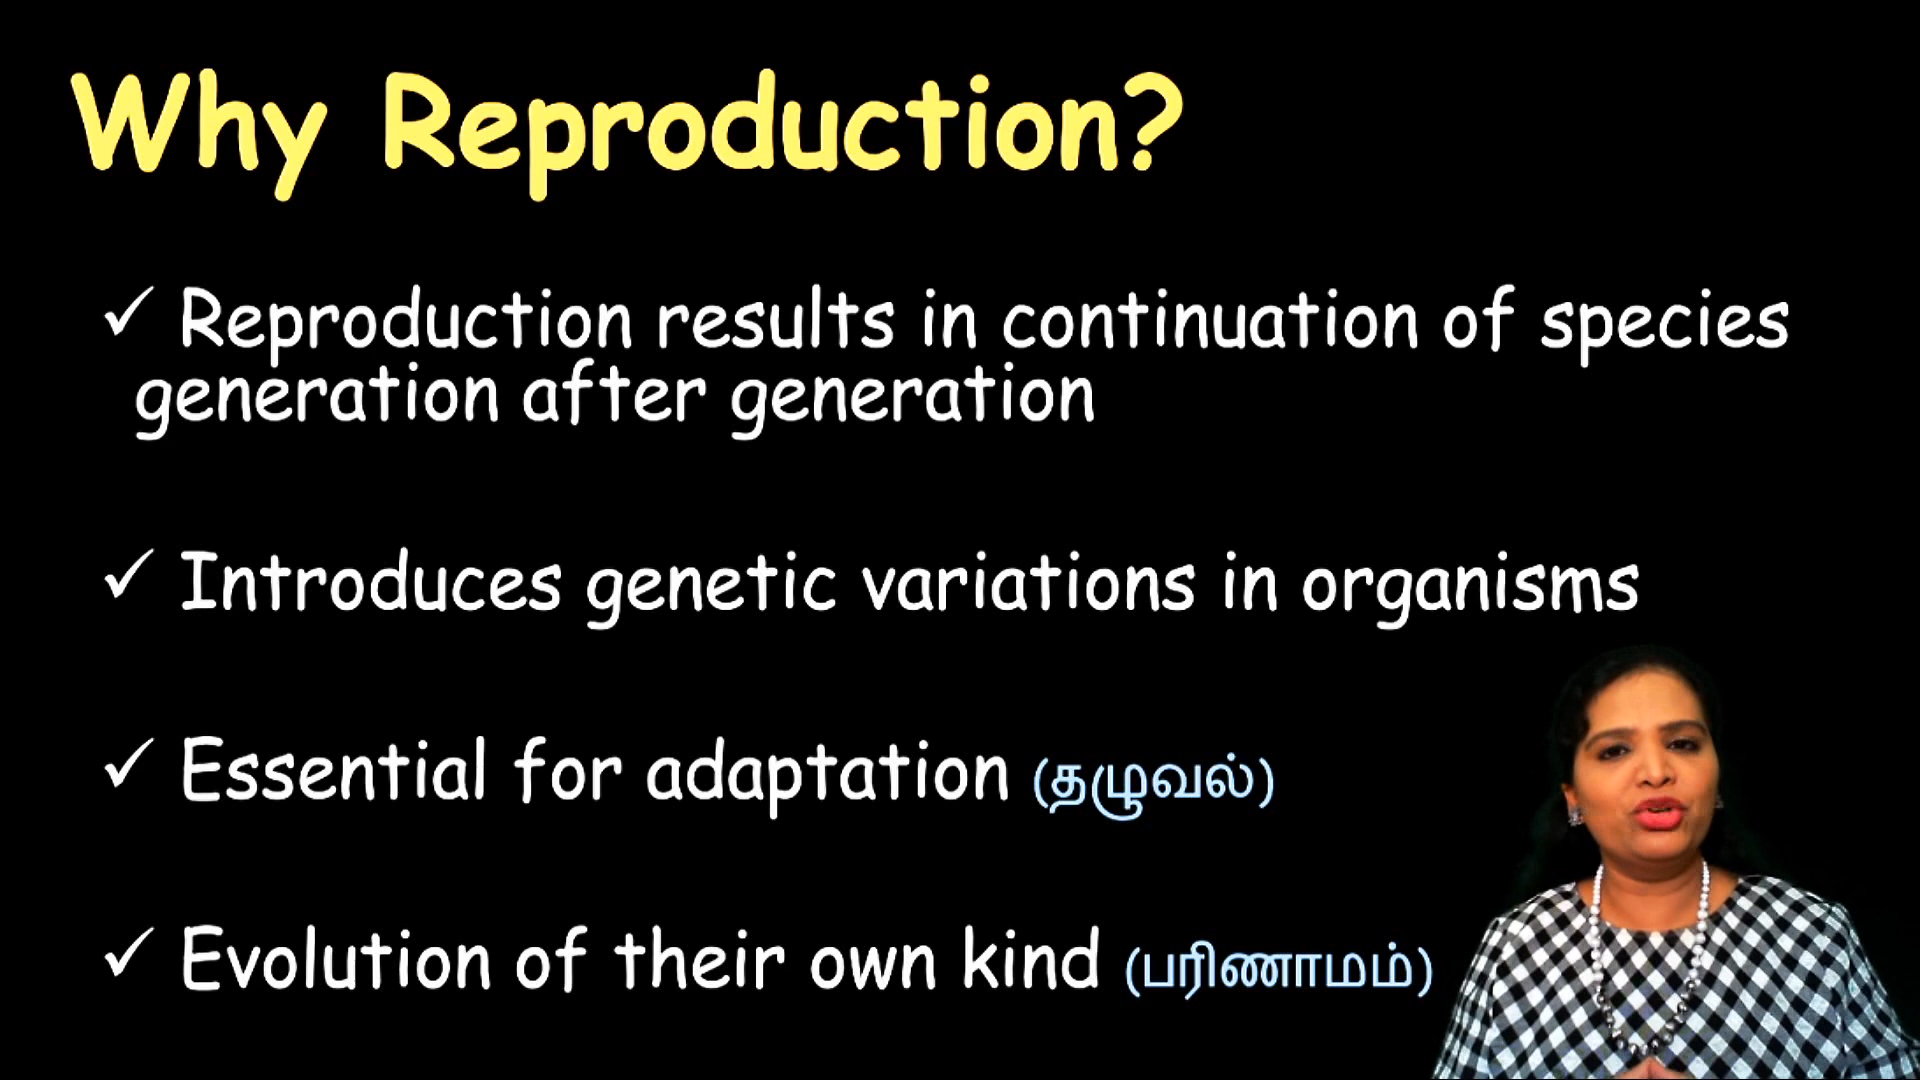 Why Reproduction?
✓ Reproduction results in continuation of species
generation after generation
✓ Introduces genetic variations in organisms
✓ Essential for adaptation (தழுவல்)
✓ Evolution of their own kind (பரிணாமம்)